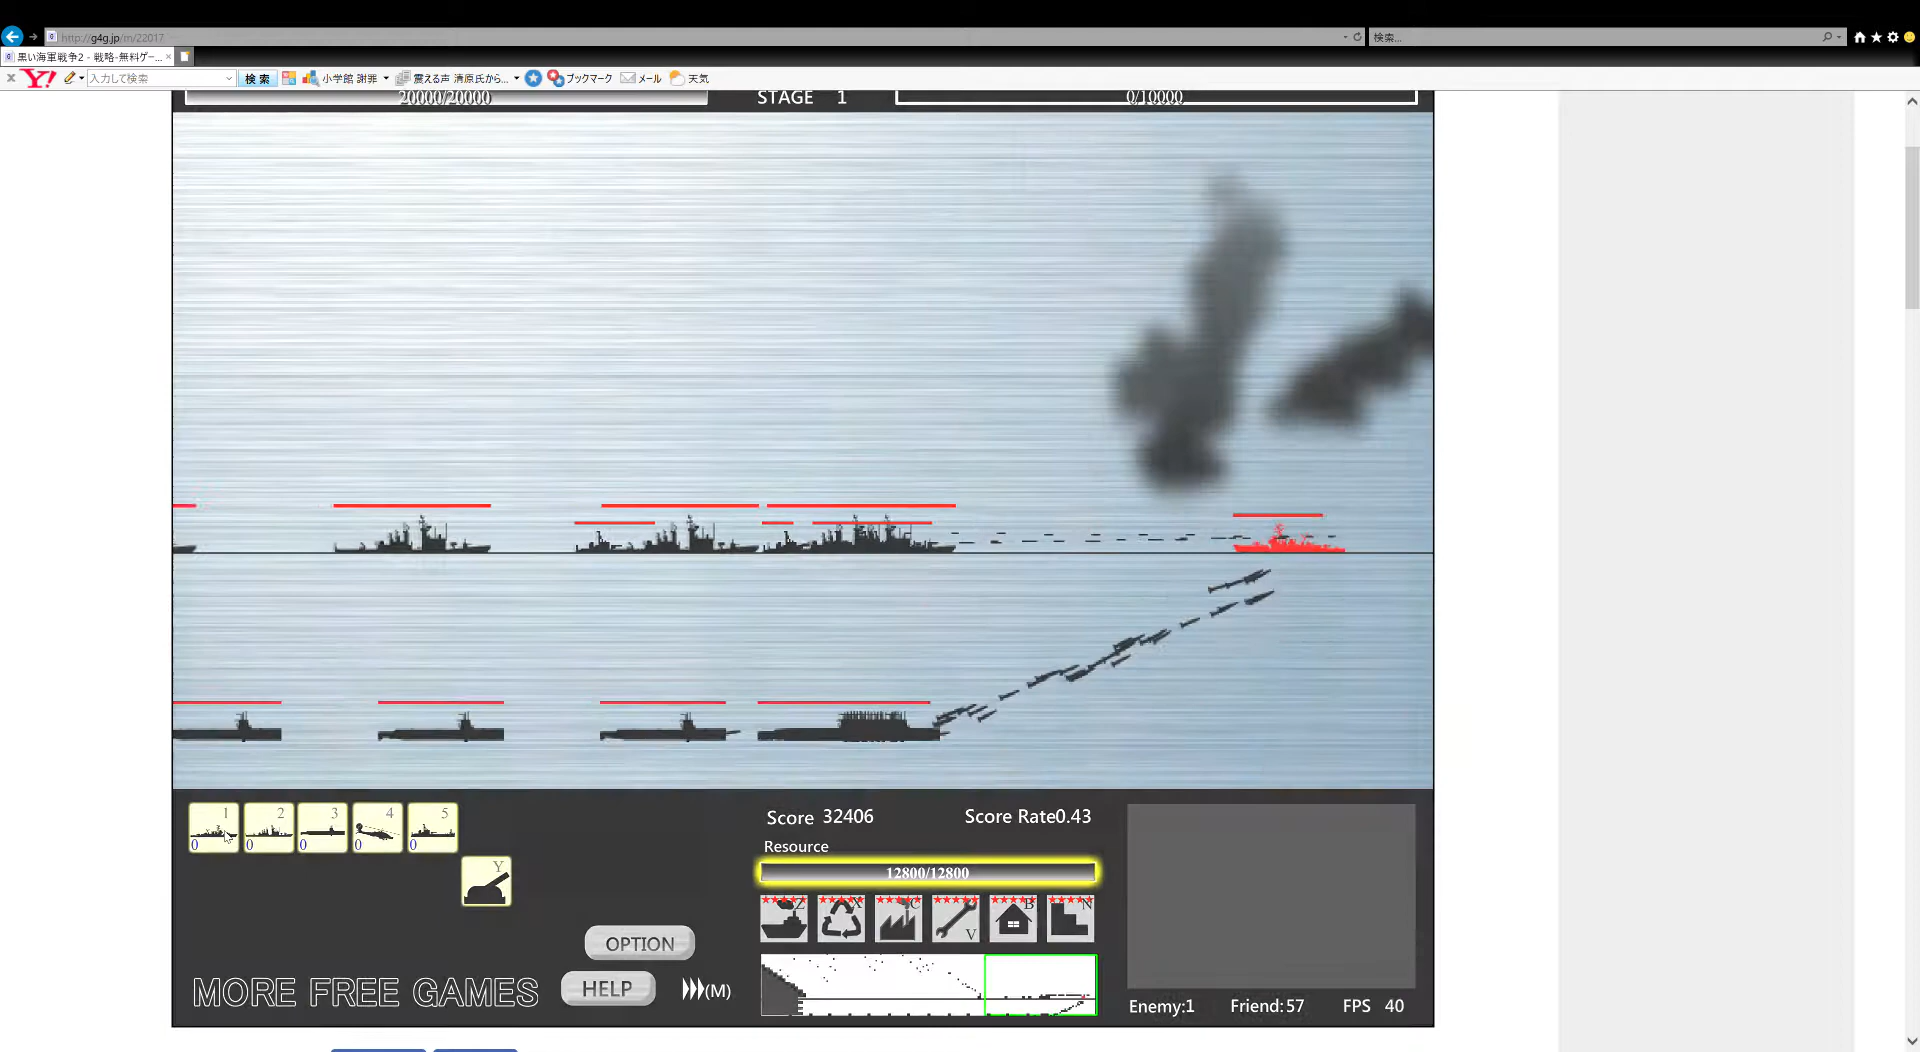 http://g4g.jp/m/22017
検索...
黒い海軍戦争2 - 戦略-無料ゲー...
Y! 入力して検索 検索 小学館 謝罪 震える声 清原氏から... ブックマーク メール 天気
20000/20000 STAGE 1 0/10000
1 2 3 4 5
0 0 0 0 0
Y
Score 32406 Score Rate0.43
Resource
12800/12800
Z X C V B N
OPTION
MORE FREE GAMES HELP (M)
Enemy:1 Friend:57 FPS 40